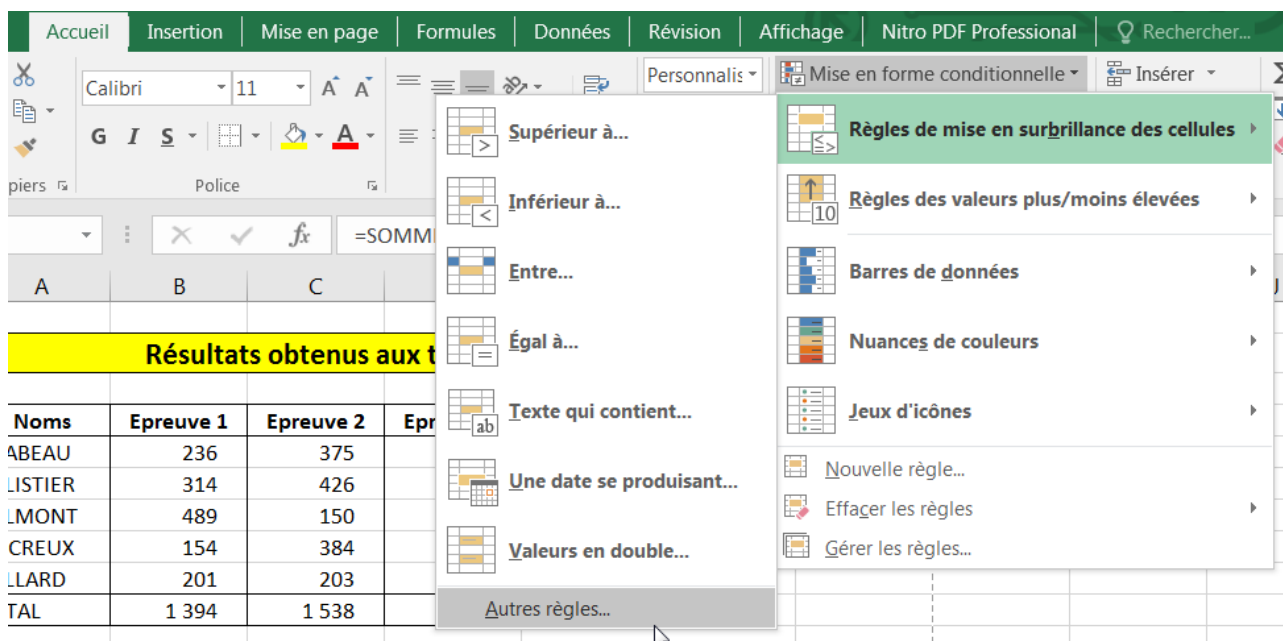 Accueil Insertion Mise en page Formules Données Révision Affichage Nitro PDF Professional Rechercher...
Calibri 11 A A Personnalis Mise en forme conditionnelle Insérer
G I S A
piers Police
fx =SOMM
Supérieur à...
Inférieur à...
Entre...
Égal à...
Texte qui contient...
ab
Une date se produisant...
Valeurs en double...
Autres règles...
Règles de mise en surbrillance des cellules
Règles des valeurs plus/moins élevées
10
Barres de données
Nuances de couleurs
Jeux d'icônes
Nouvelle règle...
Effacer les règles
Gérer les règles...
A B C
Résultats obtenus aux t
Noms Epreuve 1 Epreuve 2 Epr
ABEAU 236 375
LISTIER 314 426
LMONT 489 150
CREUX 154 384
LLARD 201 203
TAL 1 394 1 538